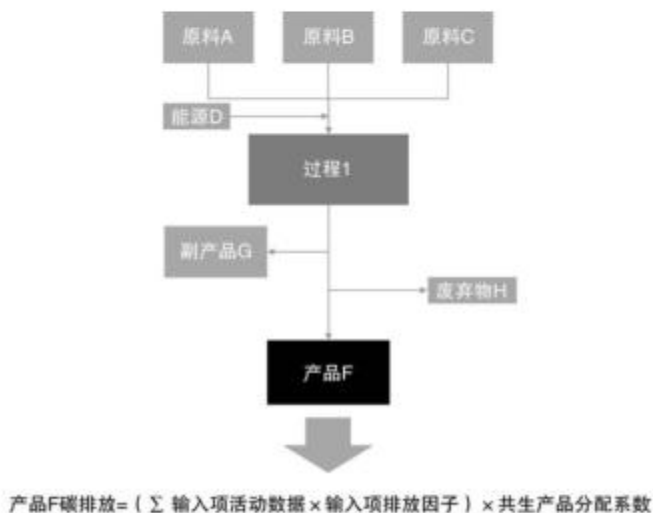 原料A
原料B
原料C
能源D
过程1
副产品G
废弃物H
产品F
产品F碳排放=(∑ 输入项活动数据×输入项排放因子)×共生产品分配系数